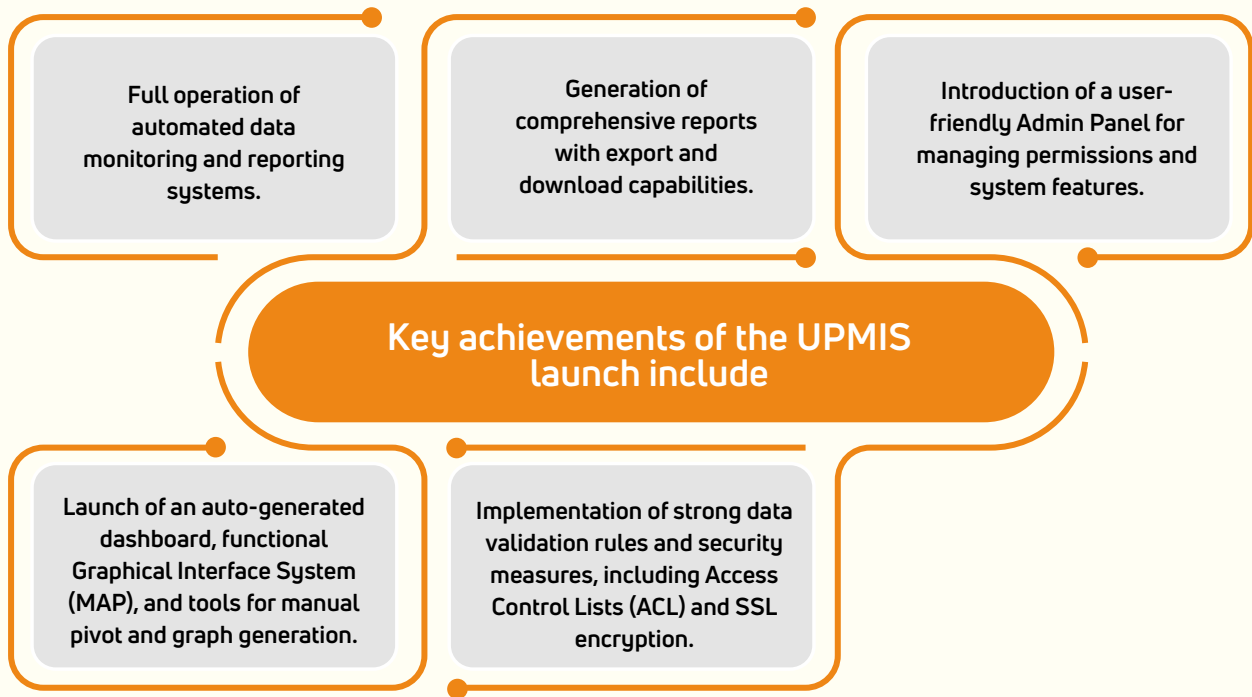 Full operation of
automated data
monitoring and reporting
systems.
Generation of
comprehensive reports
with export and
download capabilities.
Introduction of a user-
friendly Admin Panel for
managing permissions and
system features.
Key achievements of the UPMIS
launch include
Launch of an auto-generated
dashboard, functional
Graphical Interface System
(MAP), and tools for manual
pivot and graph generation.
Implementation of strong data
validation rules and security
measures, including Access
Control Lists (ACL) and SSL
encryption.